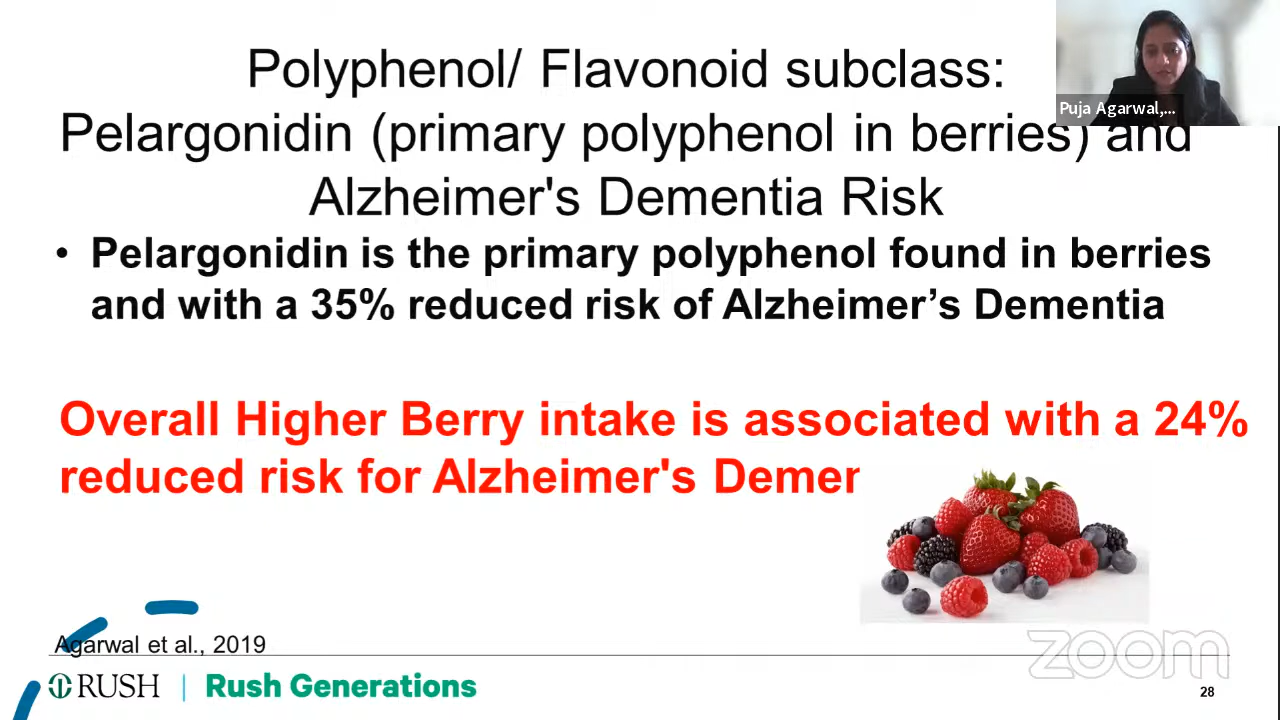 Polyphenol/ Flavonoid subclass:
Pelargonidin (primary polyphenol in berries) and
Alzheimer's Dementia Risk
Puja Agarwal,...
• Pelargonidin is the primary polyphenol found in berries
and with a 35% reduced risk of Alzheimer’s Dementia
Overall Higher Berry intake is associated with a 24%
reduced risk for Alzheimer's Demer
Agarwal et al., 2019
zoom
RUSH | Rush Generations
28